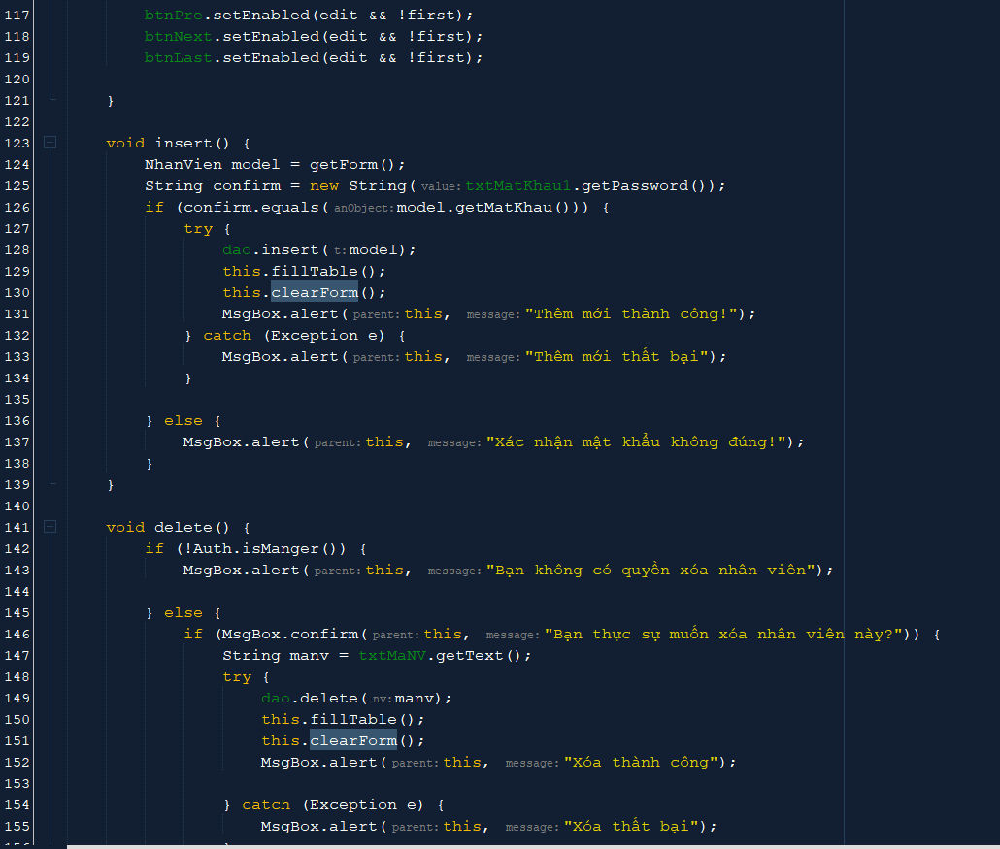 117 btnPre.setEnabled(edit && !first);
118 btnNext.setEnabled(edit && !first);
119 btnLast.setEnabled(edit && !first);
120
121 }
122
123 void insert() {
124 NhanVien model = getForm();
125 String confirm = new String( value: txtMatKhau1.getPassword());
126 if (confirm.equals( anObject: model.getMatKhau())) {
127 try {
128 dao.insert( t: model);
129 this.fillTable();
130 this.clearForm();
131 MsgBox.alert( parent: this, message: "Thêm mới thành công!");
132 } catch (Exception e) {
133 MsgBox.alert( parent: this, message: "Thêm mới thất bại");
134 }
135
136 } else {
137 MsgBox.alert( parent: this, message: "Xác nhận mật khẩu không đúng!");
138 }
139 }
140
141 void delete() {
142 if (!Auth.isManger()) {
143 MsgBox.alert( parent: this, message: "Bạn không có quyền xóa nhân viên");
144
145 } else {
146 if (MsgBox.confirm( parent: this, message: "Bạn thực sự muốn xóa nhân viên này?")) {
147 String manv = txtMaNV.getText();
148 try {
149 dao.delete( nv: manv);
150 this.fillTable();
151 this.clearForm();
152 MsgBox.alert( parent: this, message: "Xóa thành công");
153
154 } catch (Exception e) {
155 MsgBox.alert( parent: this, message: "Xóa thất bại");